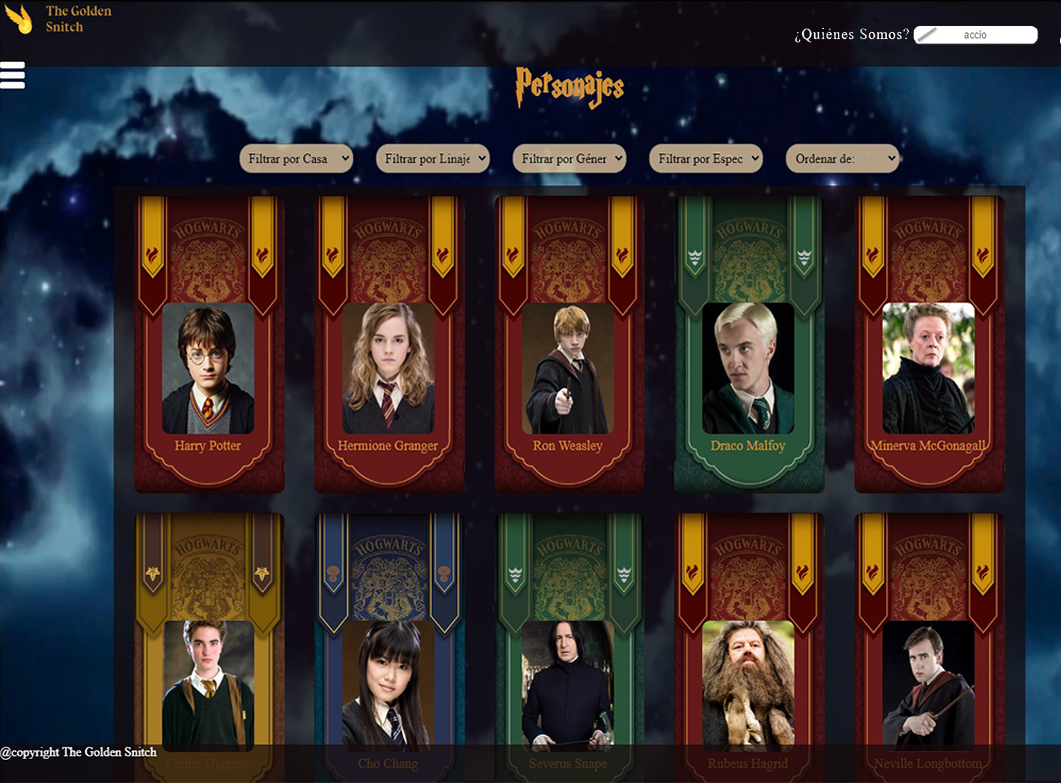 The Golden
Snitch
¿Quiénes Somos?
accio
Personajes
Filtrar por Casa
Filtrar por Linaje
Filtrar por Géner
Filtrar por Espec
Ordenar de:
HOGWARTS
HOGWARTS
HOGWARTS
HOGWARTS
HOGWARTS
Harry Potter
Hermione Granger
Ron Weasley
Draco Malfoy
Minerva McGonagall
HOGWARTS
HOGWARTS
HOGWARTS
HOGWARTS
HOGWARTS
@copyright The Golden Snitch
Cedric Diggory
Cho Chang
Severus Snape
Rubeus Hagrid
Neville Longbottom